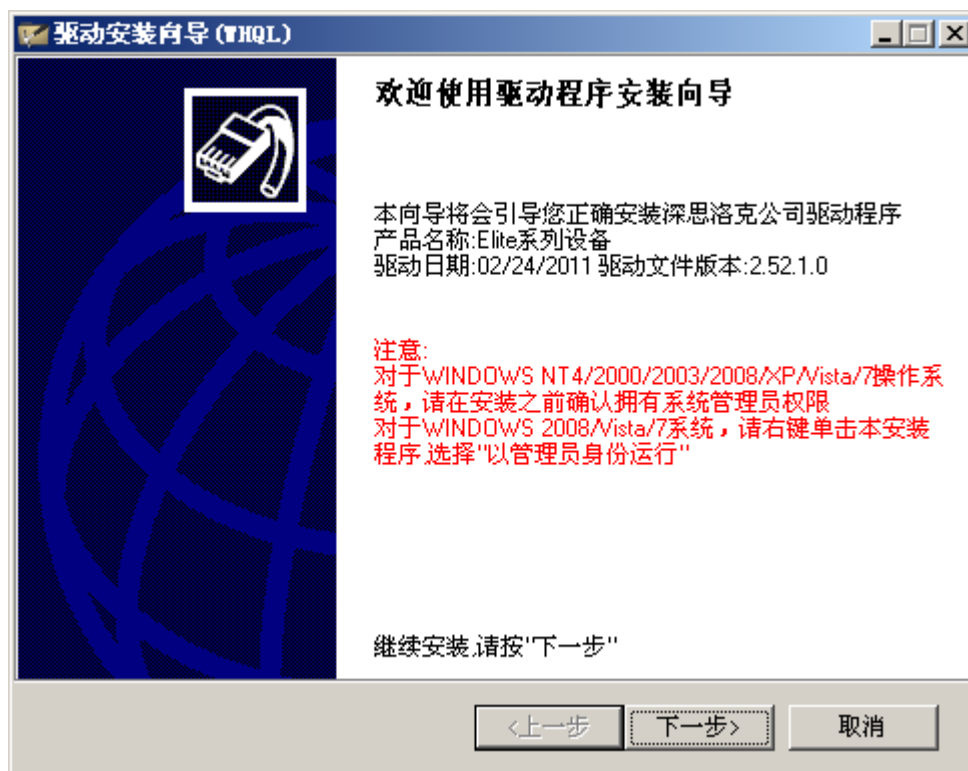 驱动安装向导(WHQL)
欢迎使用驱动程序安装向导
本向导将会引导您正确安装深思洛克公司驱动程序
产品名称:Elite系列设备
驱动日期:02/24/2011 驱动文件版本:2.52.1.0
注意:
对于WINDOWS NT4/2000/2003/2008/XP/Vista/7操作系
统，请在安装之前确认拥有系统管理员权限
对于WINDOWS 2008/Vista/7系统，请右键单击本安装
程序,选择"以管理员身份运行"
继续安装,请按"下一步"
<上一步
下一步>
取消